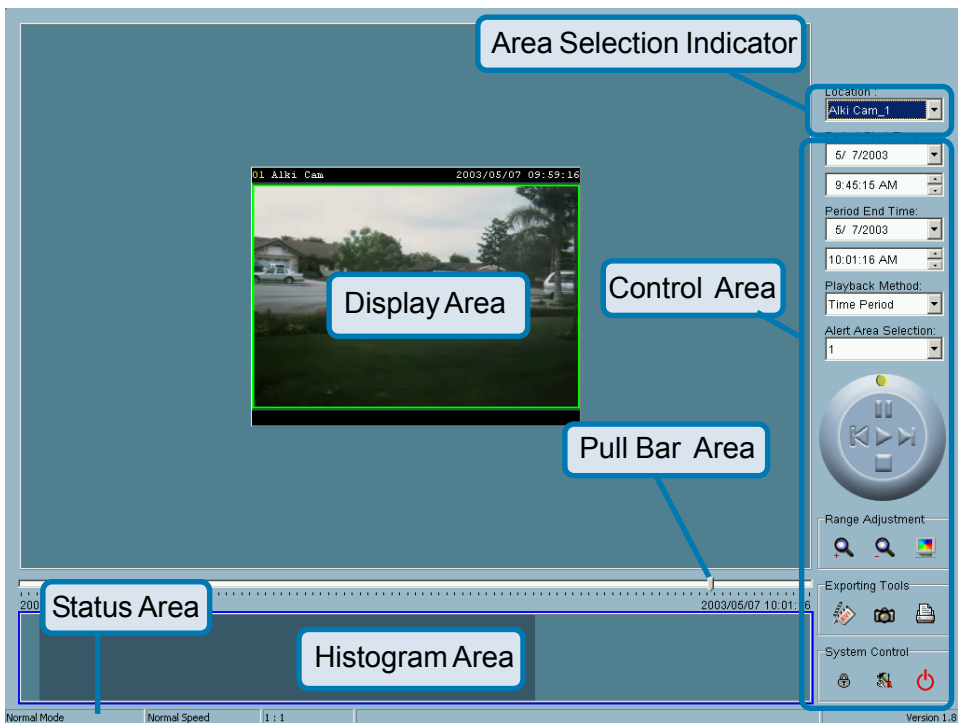 Area Selection Indicator
Location :
Alki Cam_1
5/ 7/2003
9:45:15 AM
Period End Time:
5/ 7/2003
10:01:16 AM
Playback Method:
Time Period
Alert Area Selection:
1
01 Alki Cam 2003/05/07 09:59:16
Display Area
Control Area
Pull Bar Area
Range Adjustment
Exporting Tools
System Control
Status Area
2003/05/07 10:01:16
Histogram Area
Normal Mode
Normal Speed
1 : 1
Version 1.8